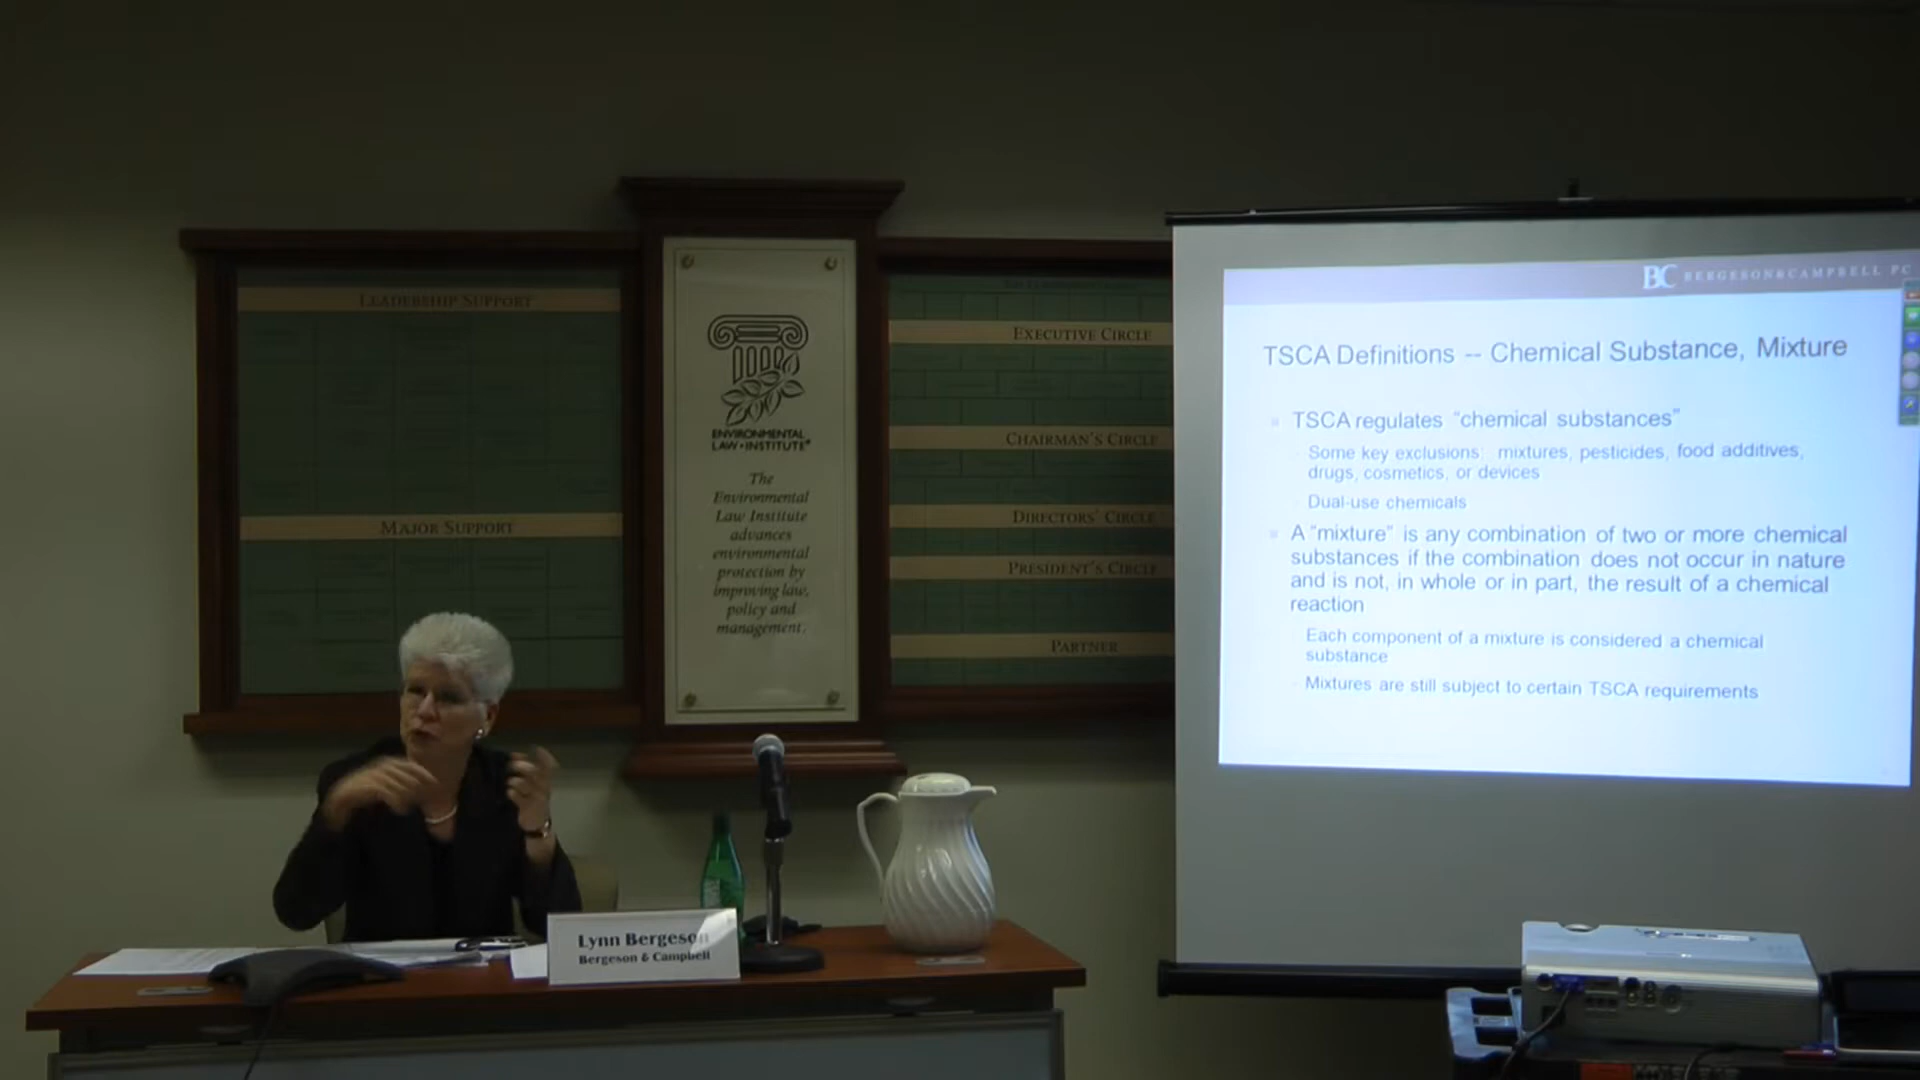 LEADERSHIP SUPPORT
MAJOR SUPPORT
ENVIRONMENTAL
LAW•INSTITUTE®
The
Environmental
Law Institute
advances
environmental
protection by
improving law,
policy and
management.
EXECUTIVE CIRCLE
CHAIRMAN'S CIRCLE
DIRECTORS' CIRCLE
PRESIDENT'S CIRCLE
PARTNER
BC BERGESON&CAMPBELL PC
TSCA Definitions -- Chemical Substance, Mixture
TSCA regulates “chemical substances”
Some key exclusions: mixtures, pesticides, food additives,
drugs, cosmetics, or devices
Dual-use chemicals
A “mixture” is any combination of two or more chemical
substances if the combination does not occur in nature
and is not, in whole or in part, the result of a chemical
reaction
Each component of a mixture is considered a chemical
substance
Mixtures are still subject to certain TSCA requirements
Lynn Bergeson
Bergeson & Campbell